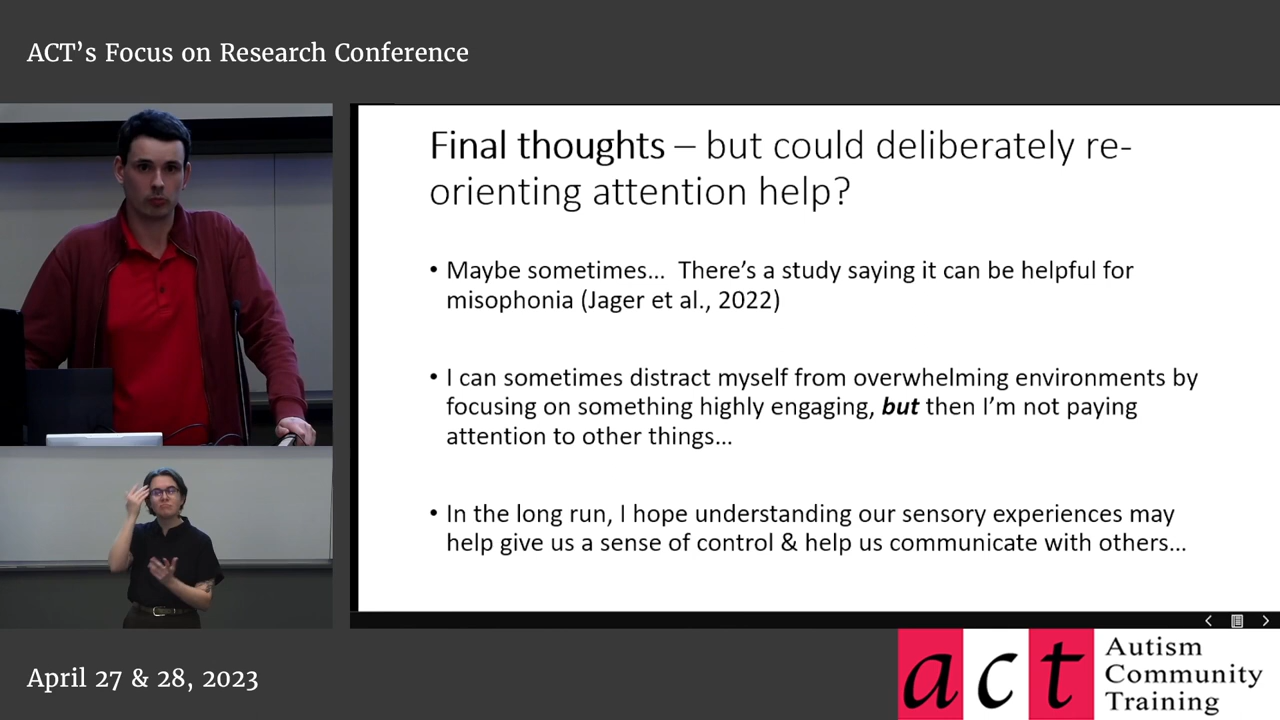 ACT’s Focus on Research Conference
Final thoughts – but could deliberately re-
orienting attention help?
• Maybe sometimes... There’s a study saying it can be helpful for
misophonia (Jager et al., 2022)
• I can sometimes distract myself from overwhelming environments by
focusing on something highly engaging, but then I’m not paying
attention to other things...
• In the long run, I hope understanding our sensory experiences may
help give us a sense of control & help us communicate with others...
April 27 & 28, 2023
act
Autism
Community
Training